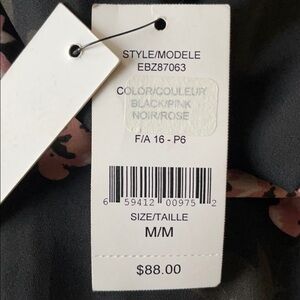 STYLE/MODELE
EBZ87063
COLOR/COULEUR
BLACK/PINK
NOIR/ROSE
F/A 16 - P6
6 59412 00975 2
SIZE/TAILLE
M/M
$88.00